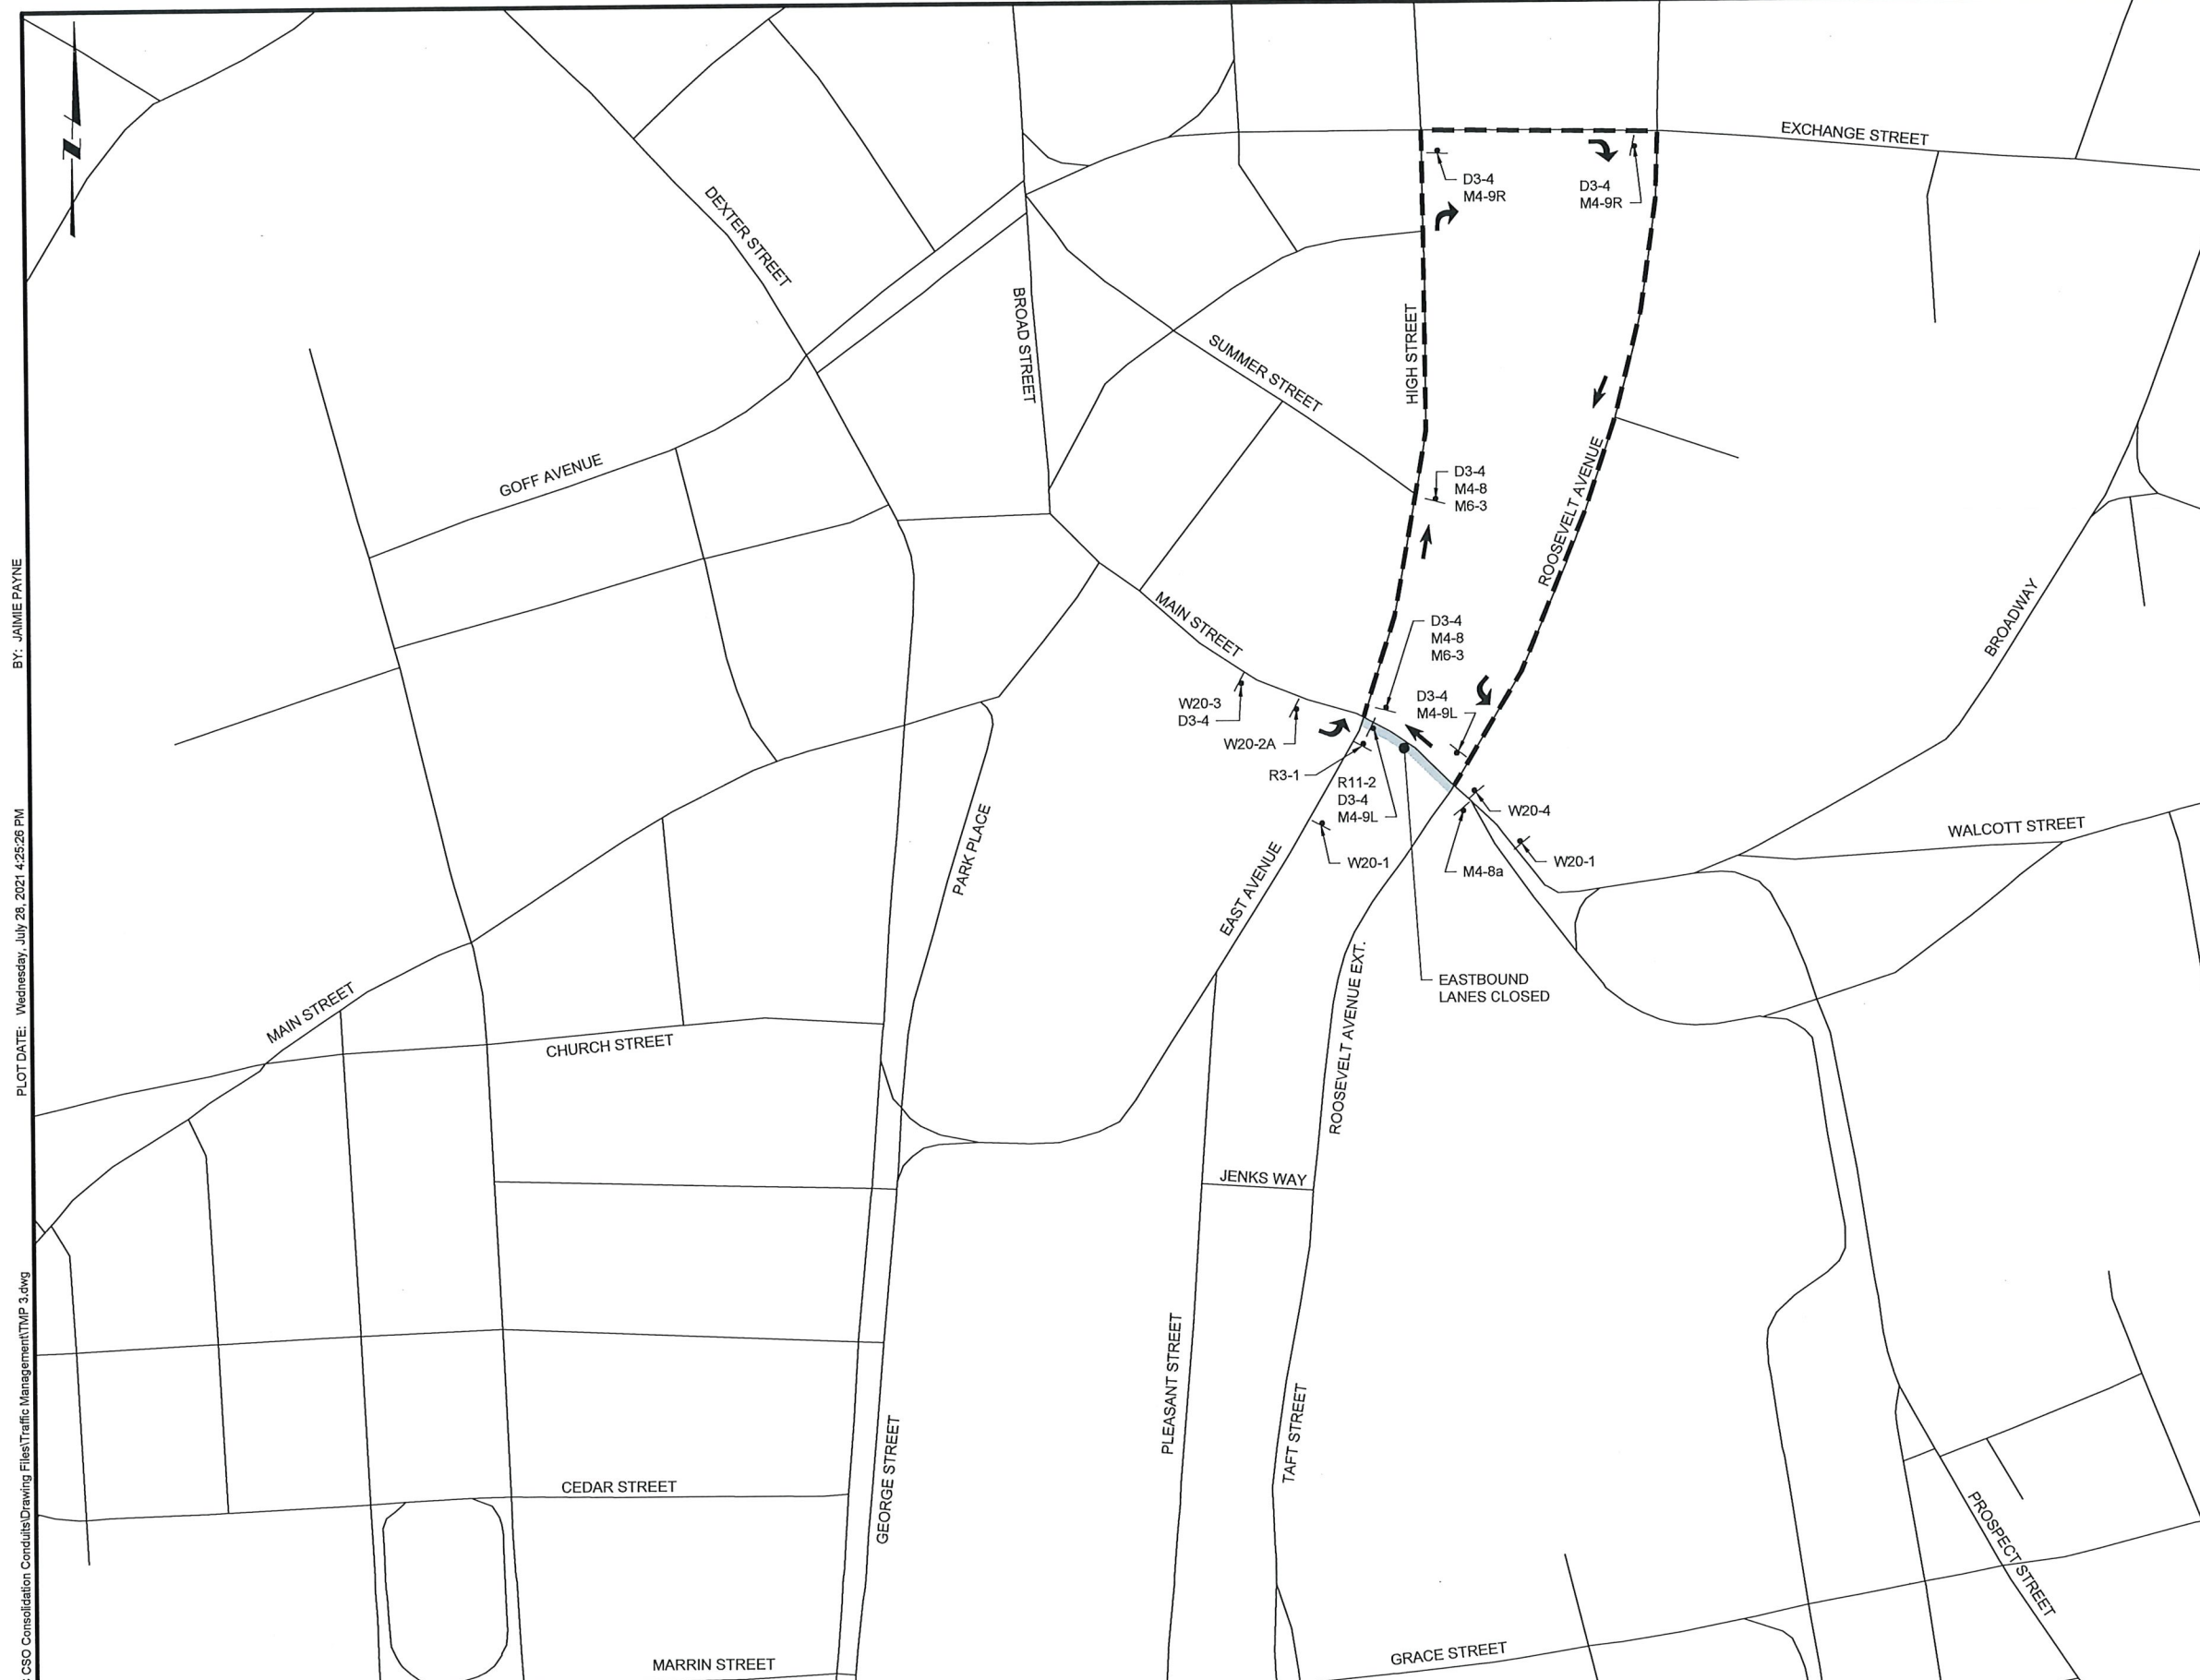 N
EXCHANGE STREET
D3-4
M4-9R
D3-4
M4-9R
DEXTER STREET
BROAD STREET
SUMMER STREET
HIGH STREET
GOFF AVENUE
D3-4
M4-8
M6-3
ROOSEVELT AVENUE
BY: JAIMIE PAYNE
MAIN STREET
BROADWAY
D3-4
M4-8
M6-3
D3-4
M4-9L
W20-3
D3-4
W20-2A
R3-1
R11-2
D3-4
M4-9L
W20-4
W20-1
W20-1
M4-8a
WALCOTT STREET
PARK PLACE
EAST AVENUE
PLOT DATE: Wednesday, July 28, 2021 4:25:26 PM
EASTBOUND
LANES CLOSED
MAIN STREET
CHURCH STREET
ROOSEVELT AVENUE EXT.
JENKS WAY
CSO Consolidation Conduits\Drawing Files\Traffic Management\TMP 3.dwg
PLEASANT STREET
TAFT STREET
GEORGE STREET
CEDAR STREET
PROSPECT STREET
GRACE STREET
MARRIN STREET